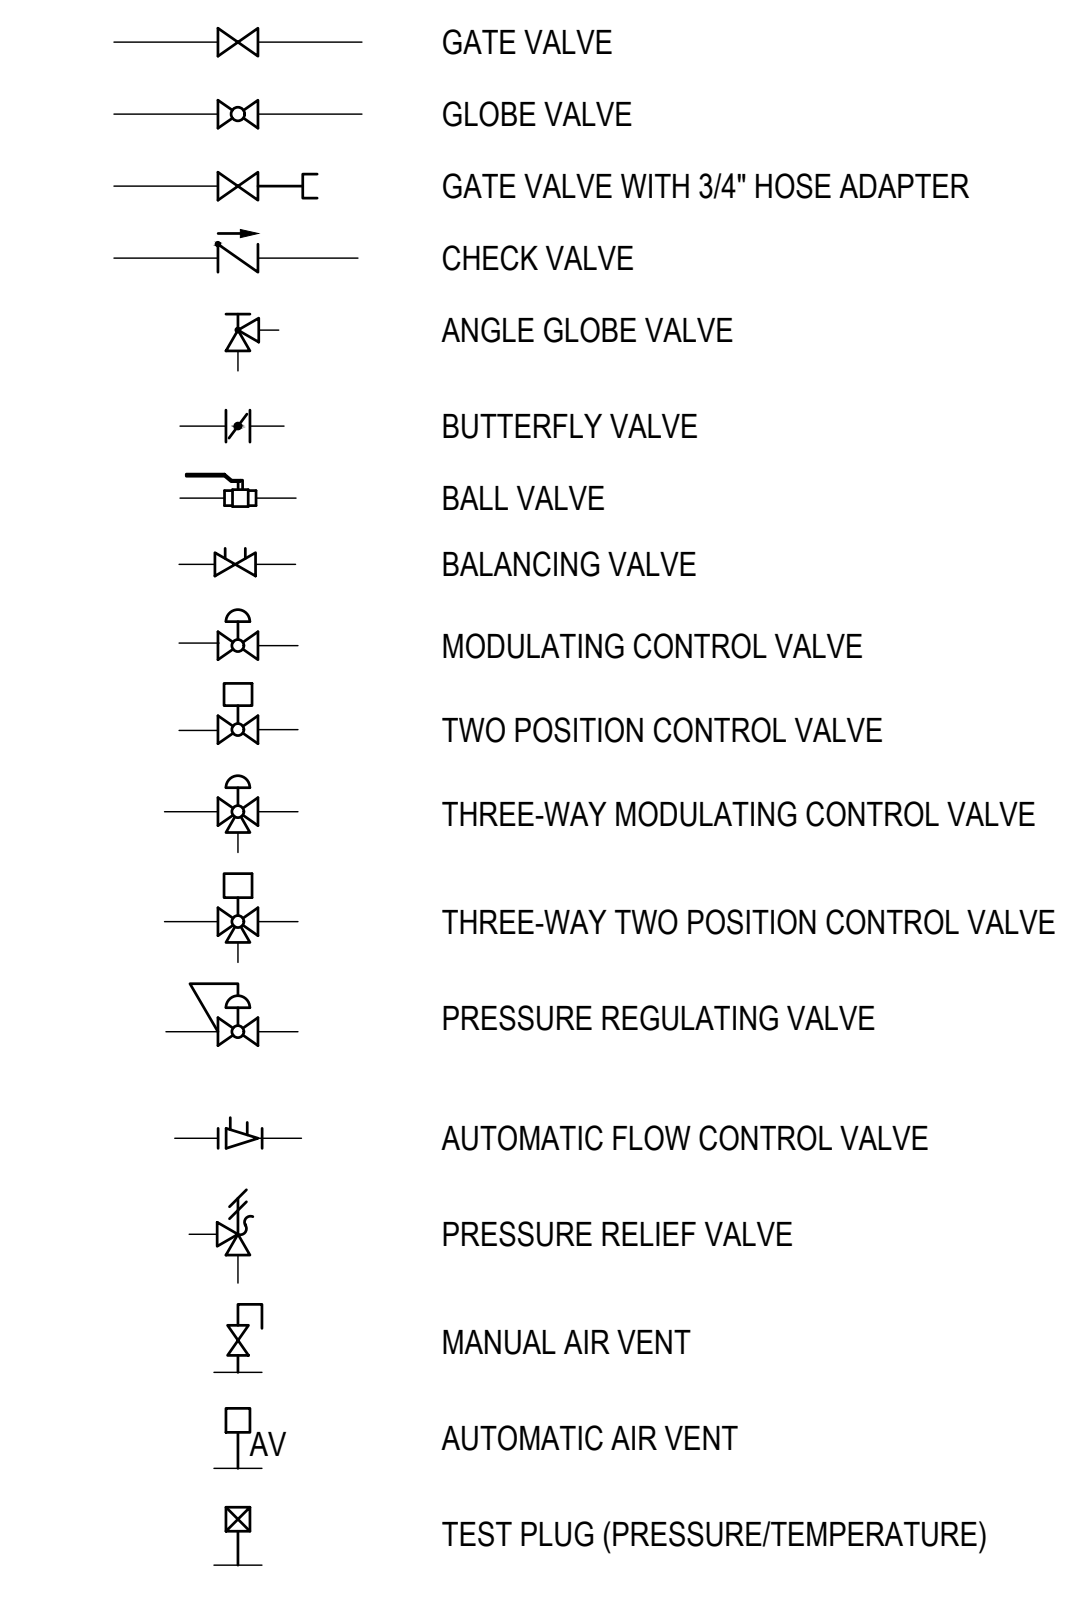 GATE VALVE
GLOBE VALVE
GATE VALVE WITH 3/4" HOSE ADAPTER
CHECK VALVE
ANGLE GLOBE VALVE
BUTTERFLY VALVE
BALL VALVE
BALANCING VALVE
MODULATING CONTROL VALVE
TWO POSITION CONTROL VALVE
THREE-WAY MODULATING CONTROL VALVE
THREE-WAY TWO POSITION CONTROL VALVE
PRESSURE REGULATING VALVE
AUTOMATIC FLOW CONTROL VALVE
PRESSURE RELIEF VALVE
MANUAL AIR VENT
AV AUTOMATIC AIR VENT
TEST PLUG (PRESSURE/TEMPERATURE)